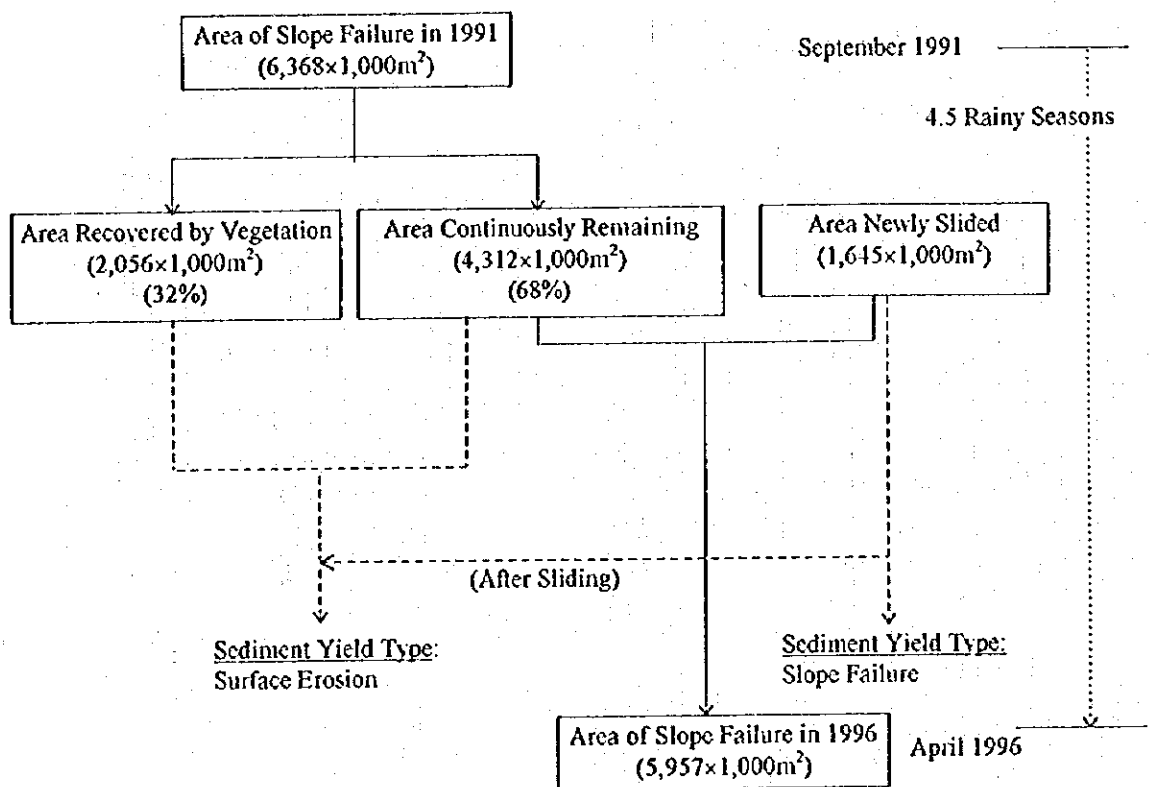 Area of Slope Failure in 1991
(6,368×1,000m²)
September 1991
4.5 Rainy Seasons
Area Recovered by Vegetation
(2,056×1,000m²)
(32%)
Area Continuously Remaining
(4,312×1,000m²)
(68%)
Area Newly Slided
(1,645×1,000m²)
(After Sliding)
Sediment Yield Type:
Surface Erosion
Sediment Yield Type:
Slope Failure
Area of Slope Failure in 1996
(5,957×1,000m²)
April 1996